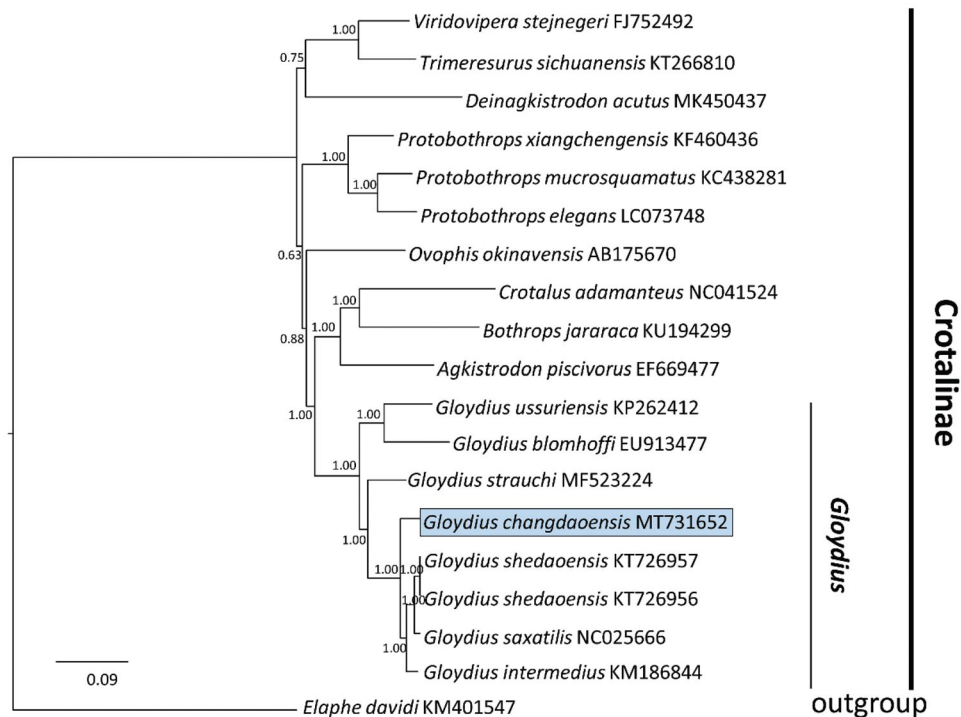 Viridovipera stejnegeri FJ752492
1.00
0.75
Trimeresurus sichuanensis KT266810
Deinagkistrodon acutus MK450437
Protobothrops xiangchengensis KF460436
1.00
Protobothrops mucrosquamatus KC438281
1.00
Protobothrops elegans LC073748
0.63
Ovophis okinavensis AB175670
Crotalus adamanteus NC041524
1.00
Bothrops jararaca KU194299
1.00
0.88
Agkistrodon piscivorus EF669477
Gloydius ussuriensis KP262412
1.00
1.00
Gloydius blomhoffi EU913477
1.00
Gloydius strauchi MF523224
Gloydius changdaoensis MT731652
1.00
Gloydius shedaoensis KT726957
1.00
1.00
Gloydius shedaoensis KT726956
1.00
Gloydius saxatilis NC025666
1.00
Gloydius intermedius KM186844
0.09
Elaphe davidi KM401547
Gloydius
Crotalinae
outgroup